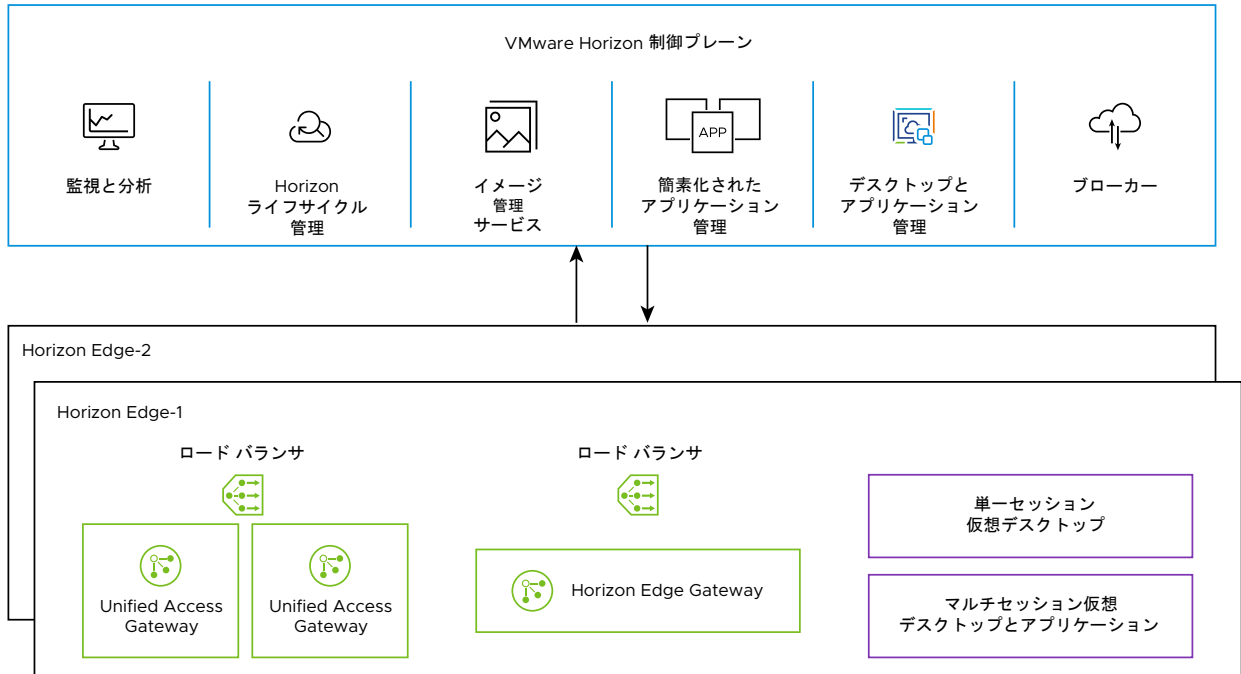 VMware Horizon 制御プレーン
APP
監視と分析
Horizon
ライフサイクル
管理
イメージ
管理
サービス
簡素化された
アプリケーション
管理
デスクトップと
アプリケーション
管理
ブローカー
Horizon Edge-2
Horizon Edge-1
ロード バランサ
Unified Access
Gateway
Unified Access
Gateway
ロード バランサ
Horizon Edge Gateway
単一セッション
仮想デスクトップ
マルチセッション仮想
デスクトップとアプリケーション